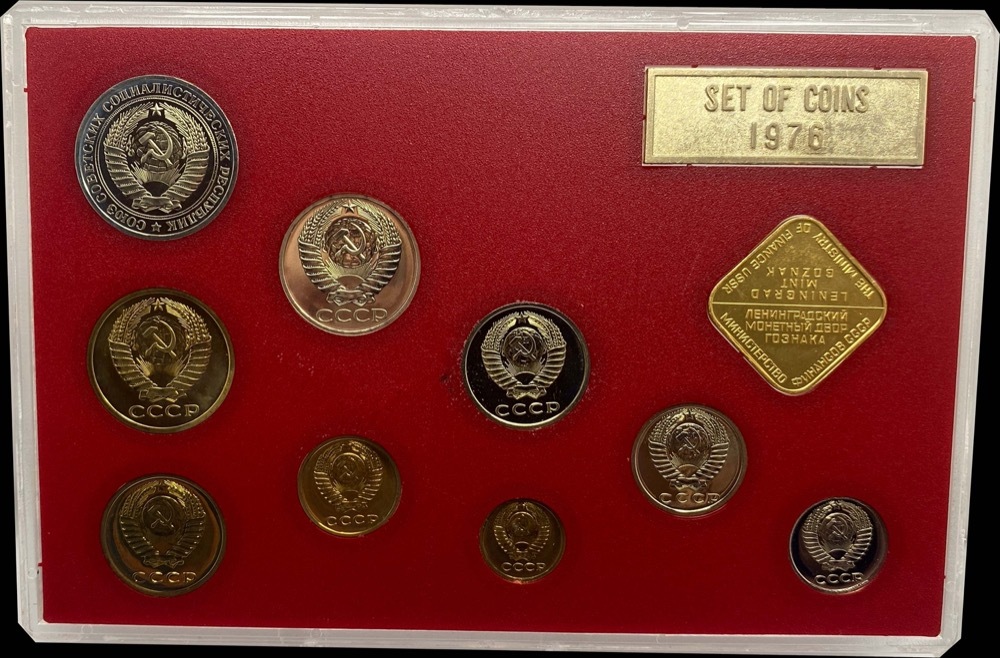 SET OF COINS
1976
СОЮЗ СОВЕТСКИХ СОЦИАЛИСТИЧЕСКИХ РЕСПУБЛИК
СССР
THE MINISTRY OF FINANCE USSR
LENINGRAD
MINT
GOZNAK
ЛЕНИНГРАДСКИЙ
МОНЕТНЫЙ ДВОР
ГОЗНАКА
МИНИСТЕРСТВО ФИНАНСОВ СССР
СССР
СССР
СССР
СССР
СССР
СССР
СССР